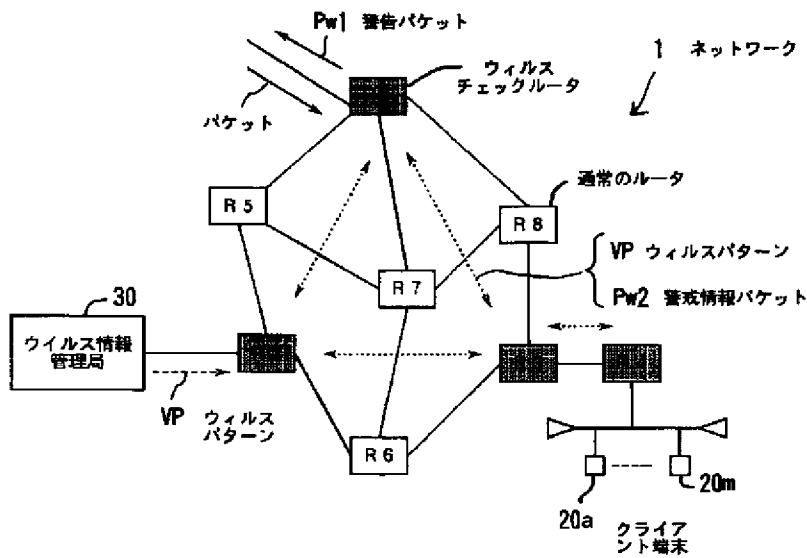 Pw1 警告パケット
1 ネットワーク
ウィルス
チェックルータ
パケット
通常のルータ
R5
R8
R7
VP ウィルスパターン
Pw2 警戒情報パケット
30
ウイルス情報
管理局
VP ウィルス
パターン
R6
20a
20m
クライア
ント端末